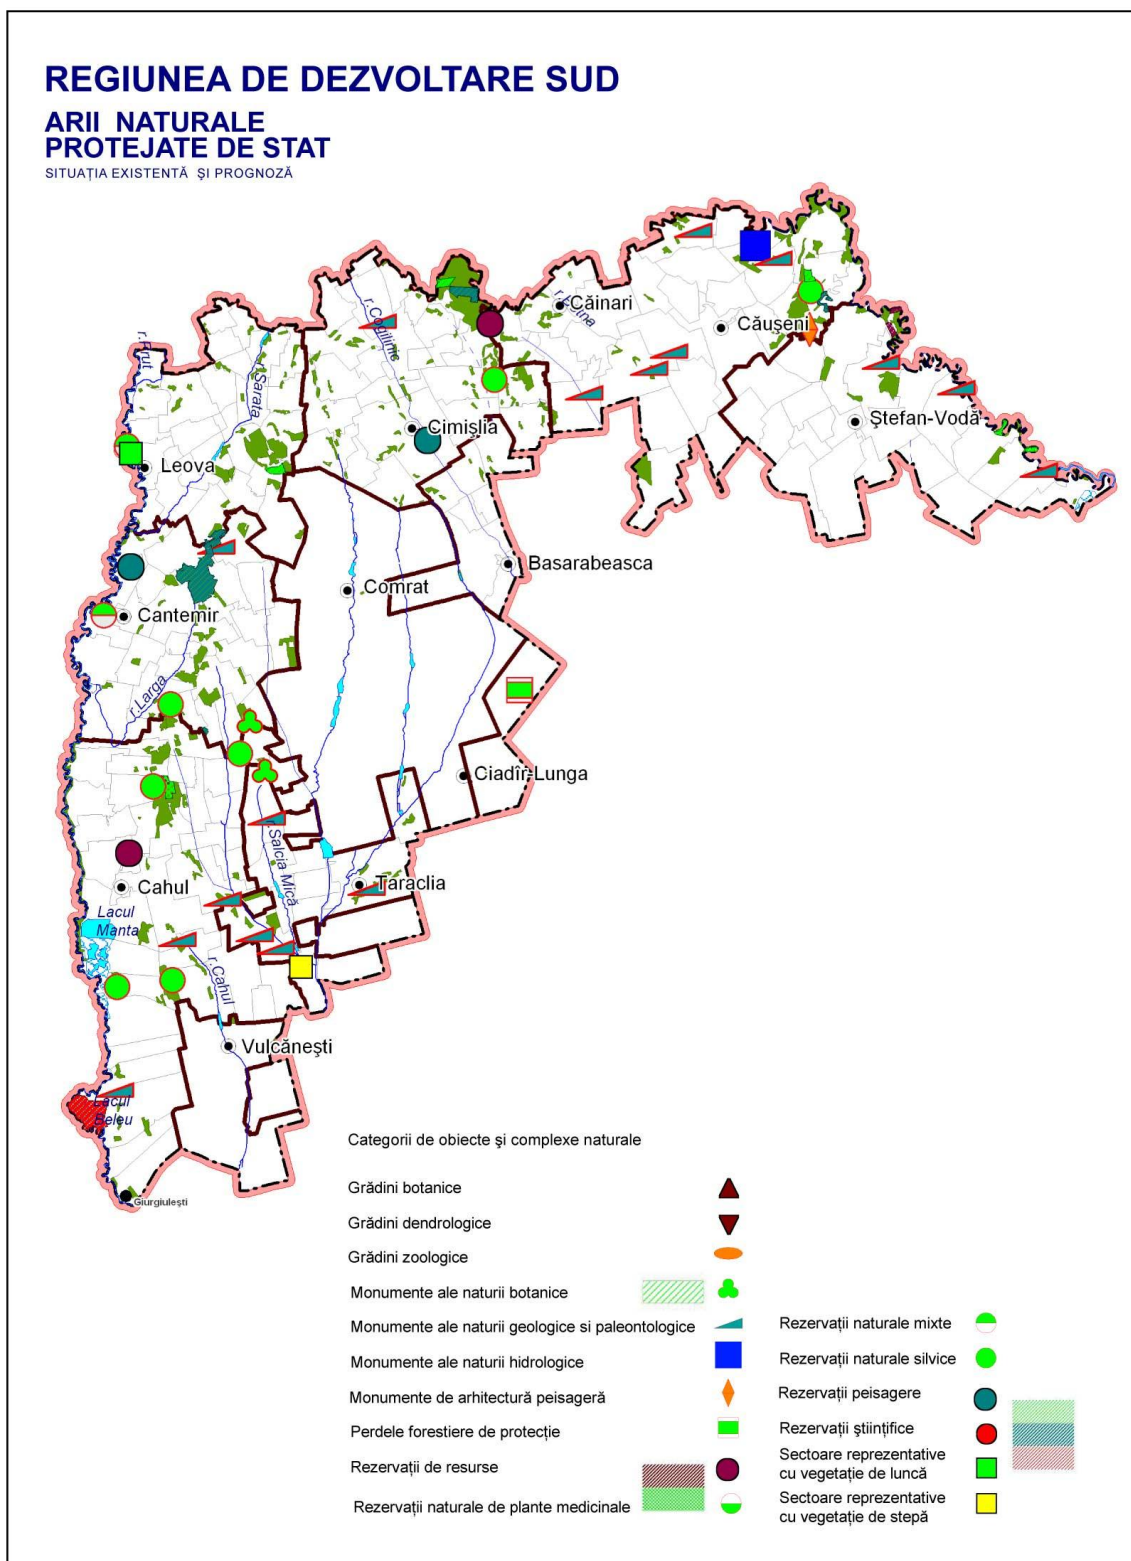 REGIUNEA DE DEZVOLTARE SUD
ARII NATURALE
PROTEJATE DE STAT
SITUAȚIA EXISTENTĂ ȘI PROGNOZĂ
Căinari
Căușeni
r.Prut
r.Sarata
r.Cogîlnic
Cimișlia
Ștefan-Vodă
Leova
Basarabeasca
Comrat
Cantemir
r.Larga
Ciadîr-Lunga
r.Salcia Mică
Taraclia
Cahul
Lacul
Manta
r.Cahul
Vulcănești
Lacul
Beleu
Giurgiulești
Categorii de obiecte şi complexe naturale
Grădini botanice
Grădini dendrologice
Grădini zoologice
Monumente ale naturii botanice
Monumente ale naturii geologice si paleontologice
Monumente ale naturii hidrologice
Monumente de arhitectură peisageră
Perdele forestiere de protecție
Rezervații de resurse
Rezervații naturale de plante medicinale
Rezervații naturale mixte
Rezervații naturale silvice
Rezervații peisagere
Rezervații ştiințifice
Sectoare reprezentative
cu vegetație de luncă
Sectoare reprezentative
cu vegetație de stepă